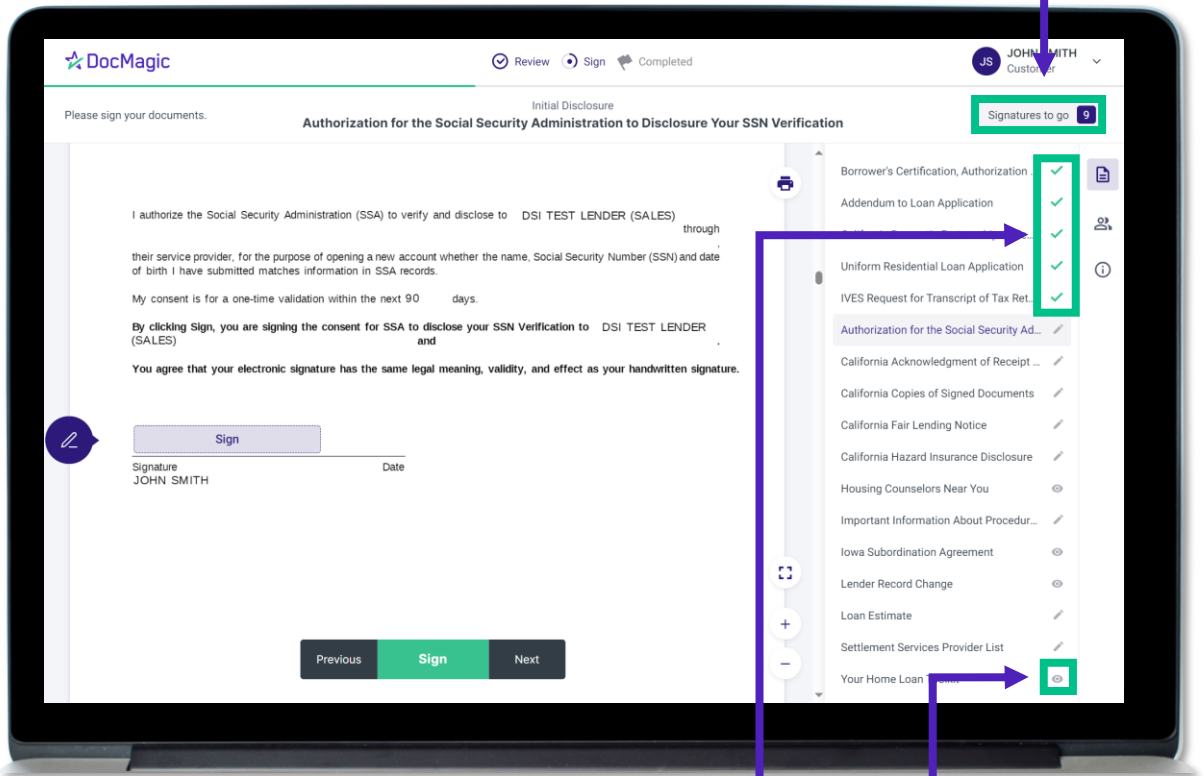 DocMagic
Review Sign Completed
JS JOHN SMITH
Customer
Please sign your documents.
Initial Disclosure
Authorization for the Social Security Administration to Disclosure Your SSN Verification
Signatures to go 9
I authorize the Social Security Administration (SSA) to verify and disclose to DSI TEST LENDER (SALES)
through
,
their service provider, for the purpose of opening a new account whether the name, Social Security Number (SSN) and date
of birth I have submitted matches information in SSA records.
My consent is for a one-time validation within the next 90 days.
By clicking Sign, you are signing the consent for SSA to disclose your SSN Verification to DSI TEST LENDER
(SALES) and .
You agree that your electronic signature has the same legal meaning, validity, and effect as your handwritten signature.
Sign
Signature Date
JOHN SMITH
Previous Sign Next
Borrower's Certification, Authorization ..
Addendum to Loan Application
California
Uniform Residential Loan Application
IVES Request for Transcript of Tax Ret...
Authorization for the Social Security Ad...
California Acknowledgment of Receipt ...
California Copies of Signed Documents
California Fair Lending Notice
California Hazard Insurance Disclosure
Housing Counselors Near You
Important Information About Procedur...
Iowa Subordination Agreement
Lender Record Change
Loan Estimate
Settlement Services Provider List
Your Home Loan Toolkit